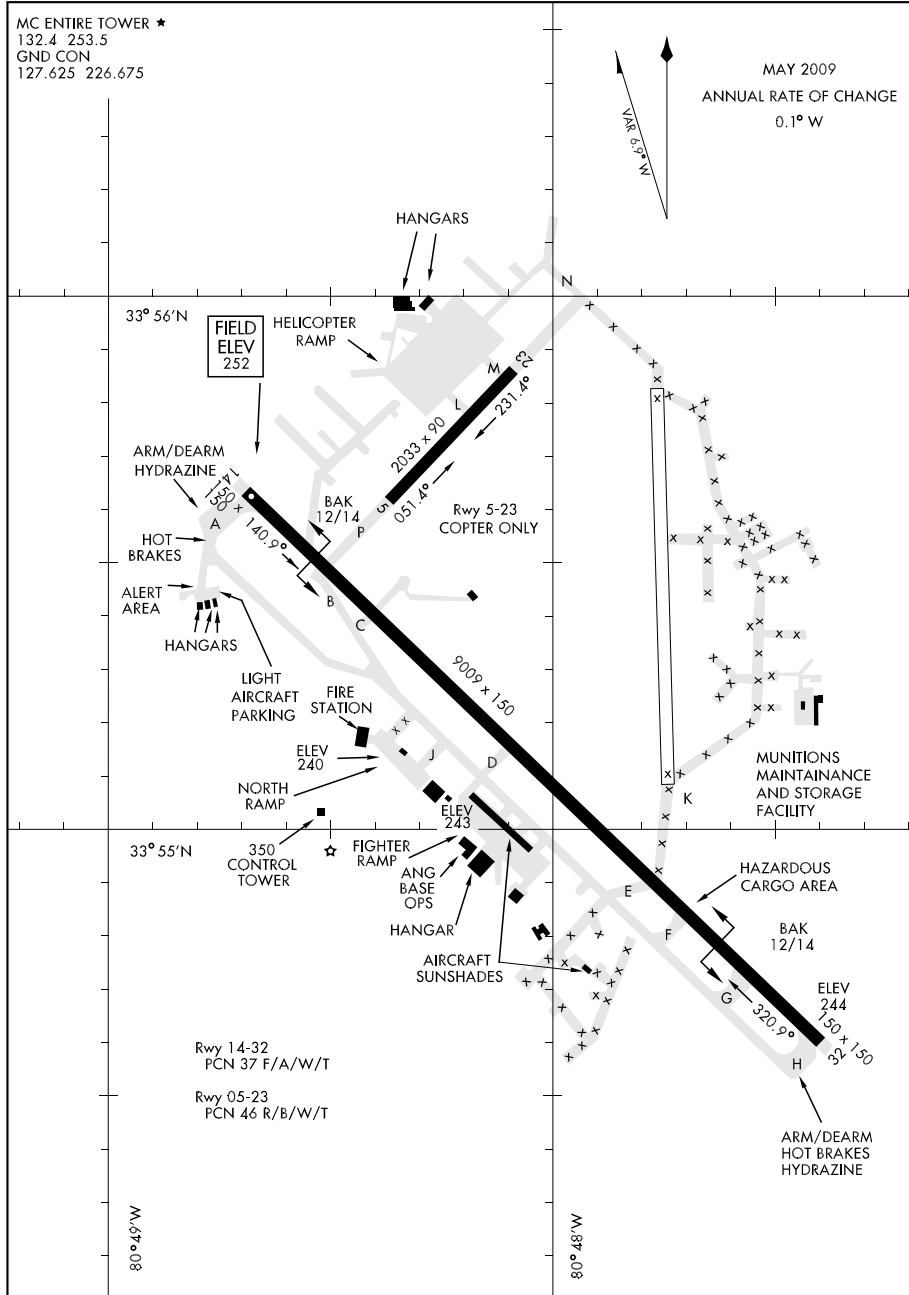 MC ENTIRE TOWER ★
132.4 253.5
GND CON
127.625 226.675
MAY 2009
ANNUAL RATE OF CHANGE
0.1° W
VAR 6.9° W
HANGARS
N
33° 56'N
FIELD
ELEV
252
HELICOPTER
RAMP
M
23
L
2033 x 90
231.4°
051.4°
5
ARM/DEARM
HYDRAZINE
14
150 x
150
A
140.9°
BAK
12/14
P
Rwy 5-23
COPTER ONLY
HOT
BRAKES
ALERT
AREA
B
C
HANGARS
LIGHT
AIRCRAFT
PARKING
9009 x 150
FIRE
STATION
ELEV
240
J
D
NORTH
RAMP
MUNITIONS
MAINTAINANCE
AND STORAGE
FACILITY
K
ELEV
243
33° 55'N
350
CONTROL
TOWER
FIGHTER
RAMP
ANG
BASE
OPS
HANGAR
AIRCRAFT
SUNSHADES
HAZARDOUS
CARGO AREA
E
F
BAK
12/14
G
320.9°
ELEV
244
150 x 150
32
H
Rwy 14-32
PCN 37 F/A/W/T
Rwy 05-23
PCN 46 R/B/W/T
ARM/DEARM
HOT BRAKES
HYDRAZINE
80° 49'W
80° 48'W